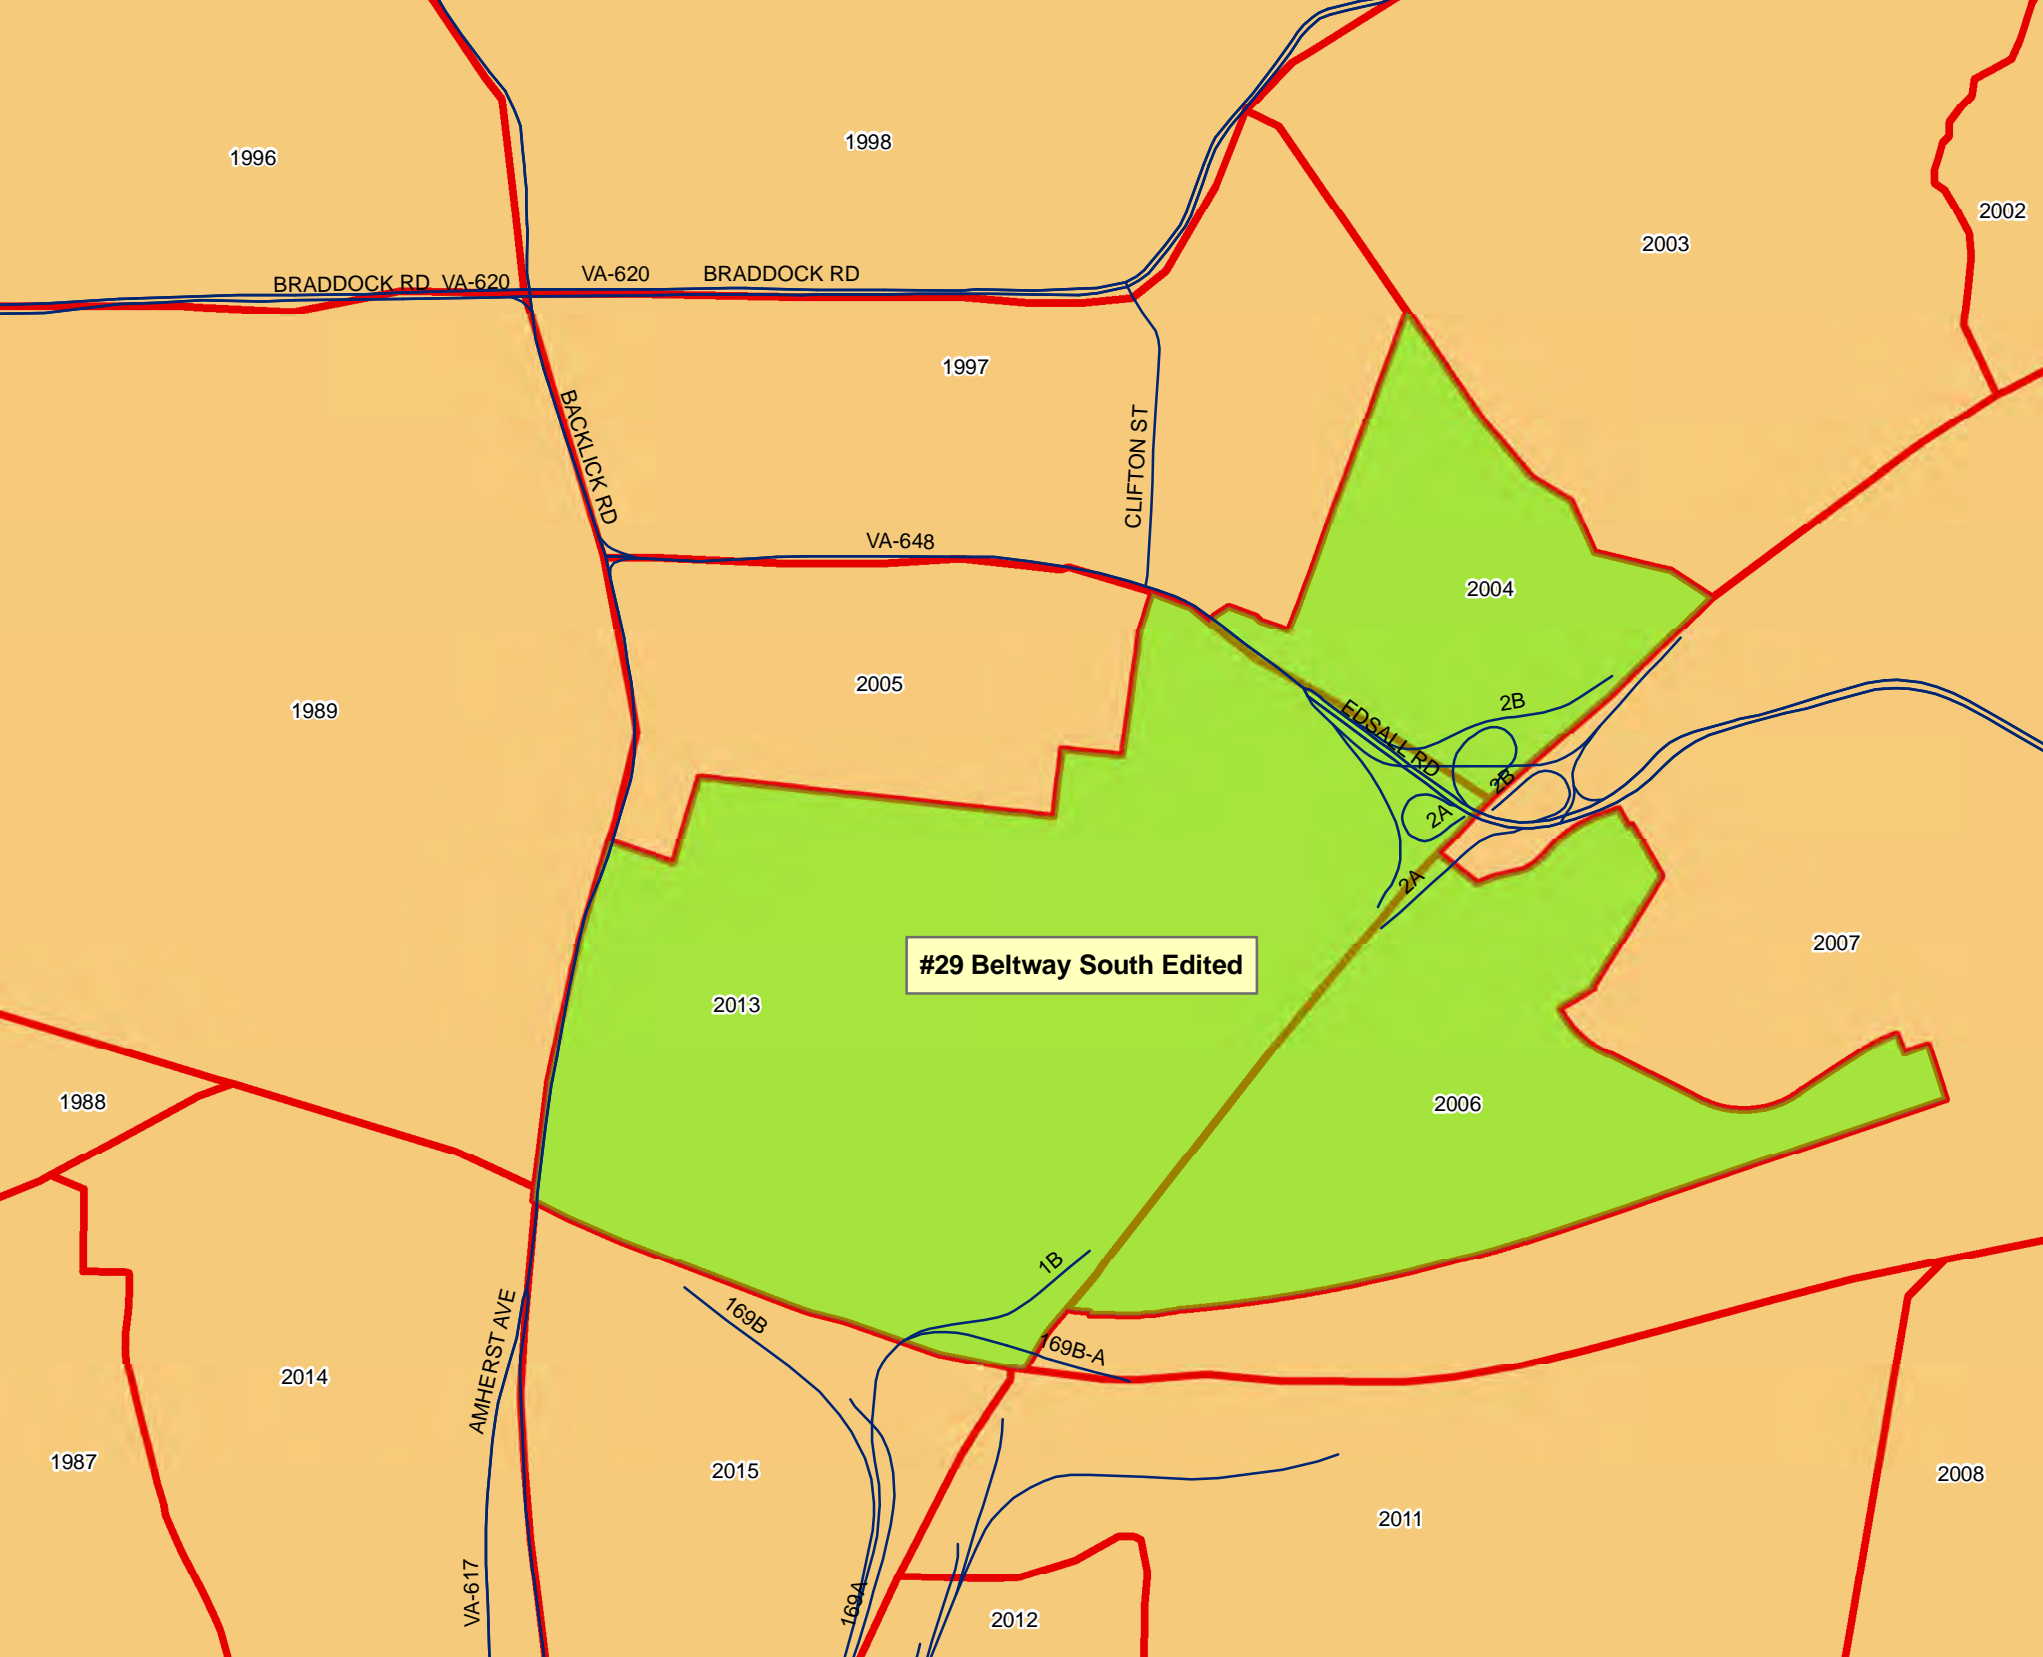 1996
1998
2002
2003
BRADDOCK RD
VA-620
VA-620
BRADDOCK RD
1997
BACKLICK RD
CLIFTON ST
VA-648
2004
2005
1989
2B
EDSALL RD
2B
2A
2A
2007
#29 Beltway South Edited
2013
1988
2006
1B
169B
169B-A
AMHERST AVE
2014
1987
2015
2008
2011
VA-617
169A
2012